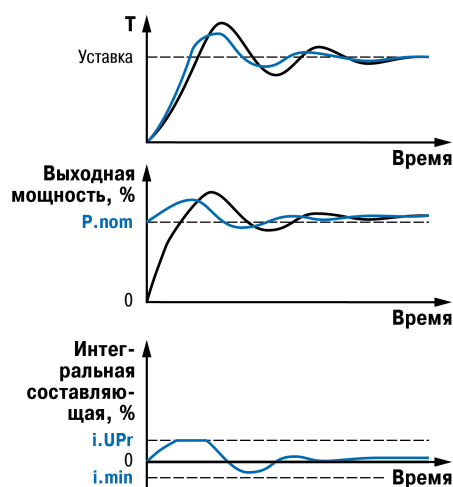 T
Уставка
Время
Выходная
мощность, %
P.nom
0
Время
Интег-
ральная
составляю-
щая, %
i.UPr
0
i.min
Время